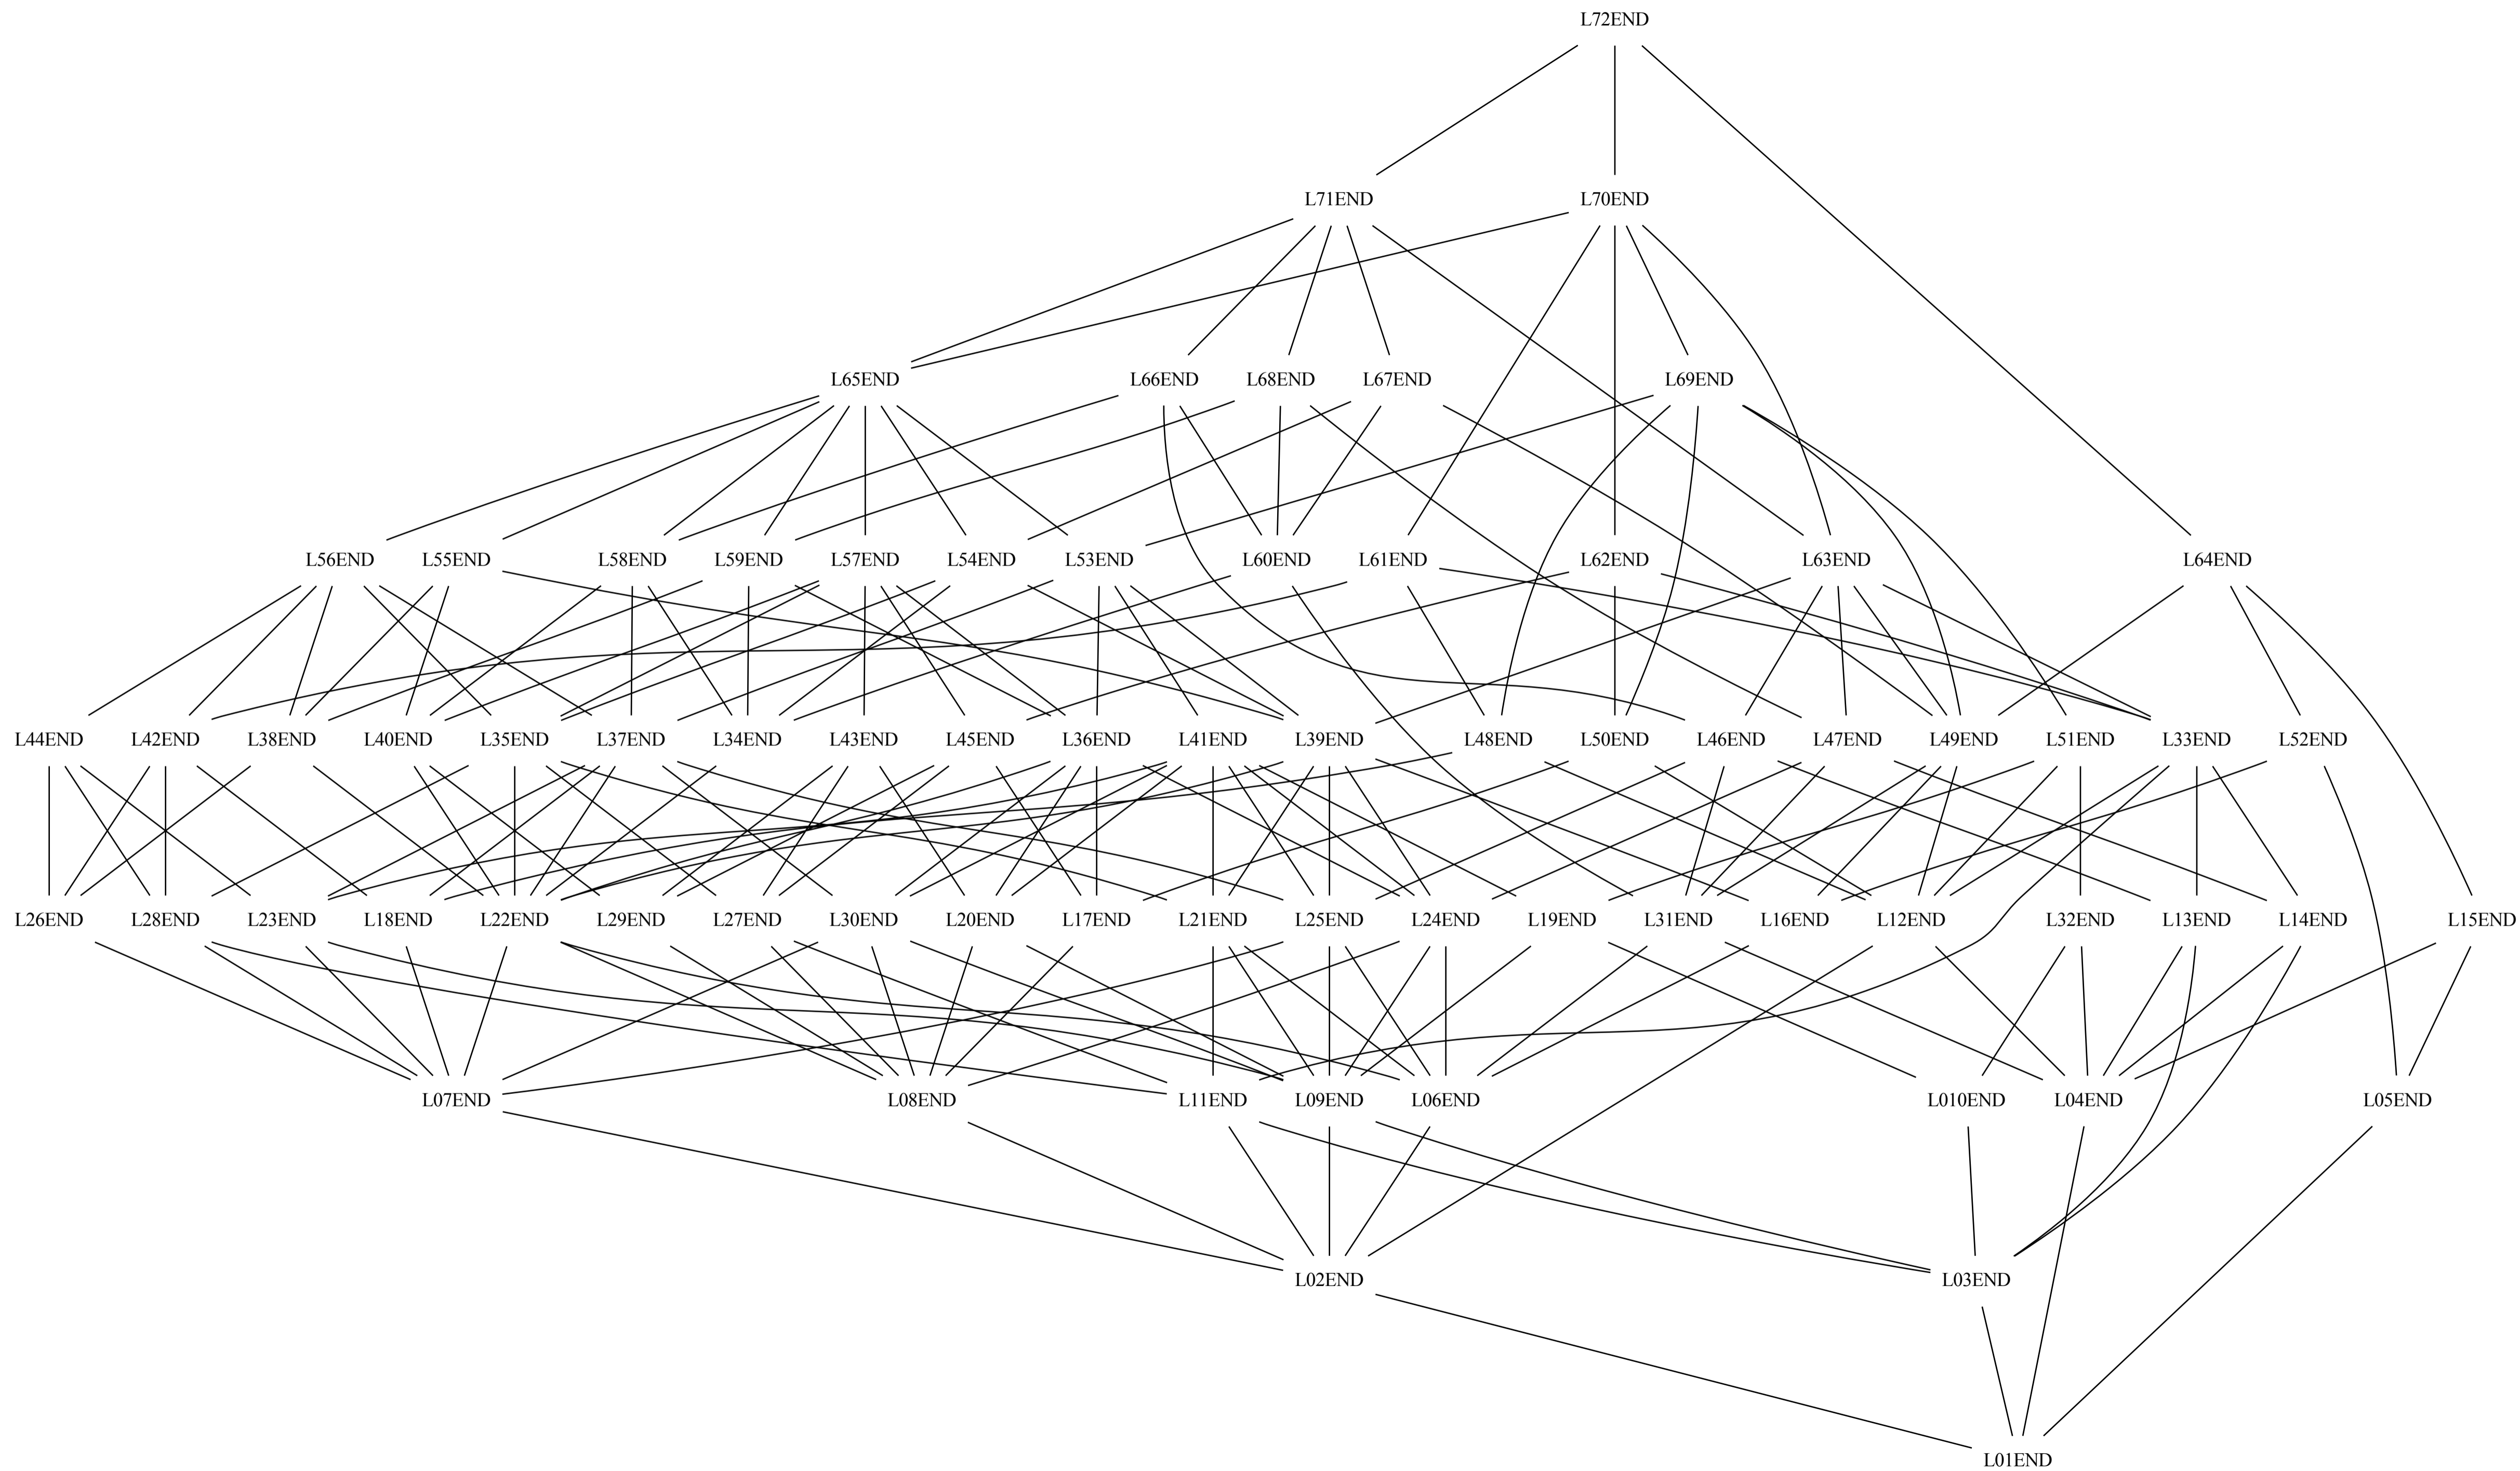 L72END
L71END L70END
L65END L66END L68END L67END L69END
L56END L55END L58END L59END L57END L54END L53END L60END L61END L62END L63END L64END
L44END L42END L38END L40END L35END L37END L34END L43END L45END L36END L41END L39END L48END L50END L46END L47END L49END L51END L33END L52END
L26END L28END L23END L18END L22END L29END L27END L30END L20END L17END L21END L25END L24END L19END L31END L16END L12END L32END L13END L14END L15END
L07END L08END L11END L09END L06END L010END L04END L05END
L02END L03END
L01END